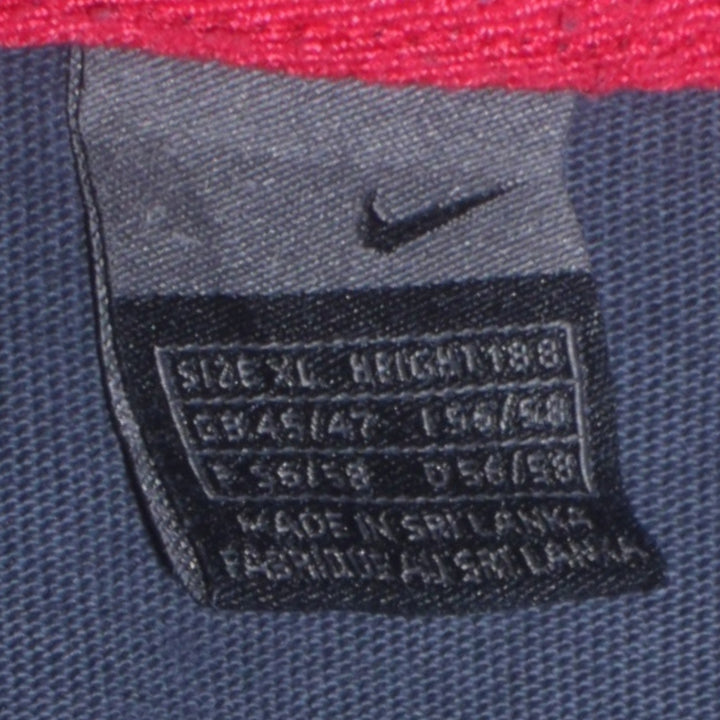 SIZE XL HEIGHT 188
GB 45/47 I 56/58
F 56/58 D 56/58
MADE IN SRI LANKA
FABRIQUE AU SRI LANKA